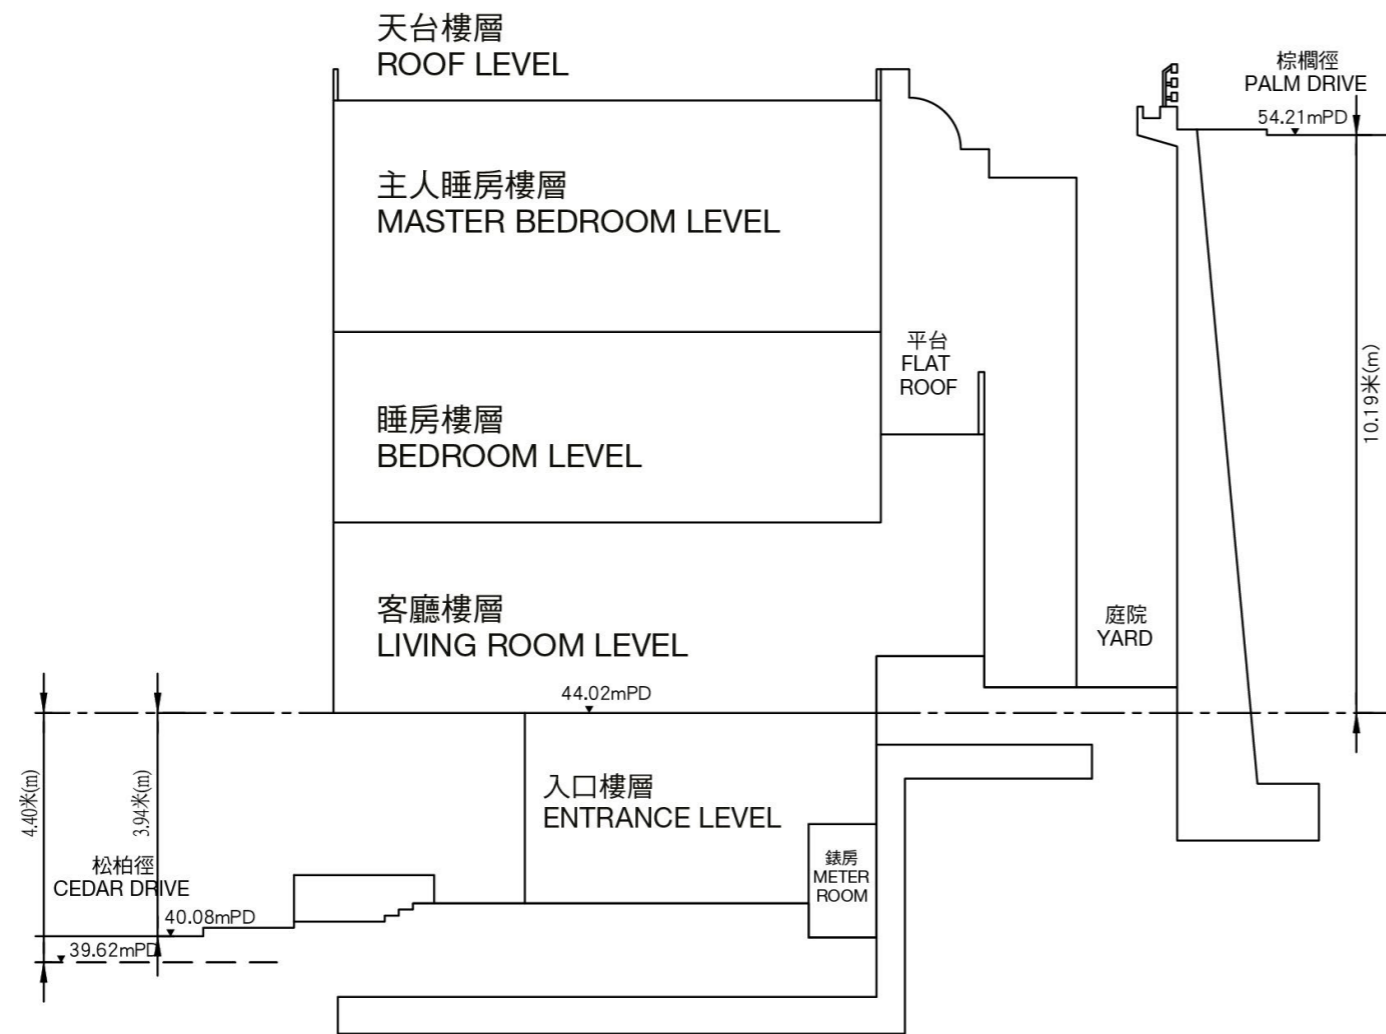 天台樓層
ROOF LEVEL
棕櫚徑
PALM DRIVE
54.21mPD
主人睡房樓層
MASTER BEDROOM LEVEL
平台
FLAT
ROOF
10.19米(m)
睡房樓層
BEDROOM LEVEL
客廳樓層
LIVING ROOM LEVEL
庭院
YARD
44.02mPD
4.40米(m)
3.94米(m)
入口樓層
ENTRANCE LEVEL
錶房
METER
ROOM
松柏徑
CEDAR DRIVE
40.08mPD
39.62mPD